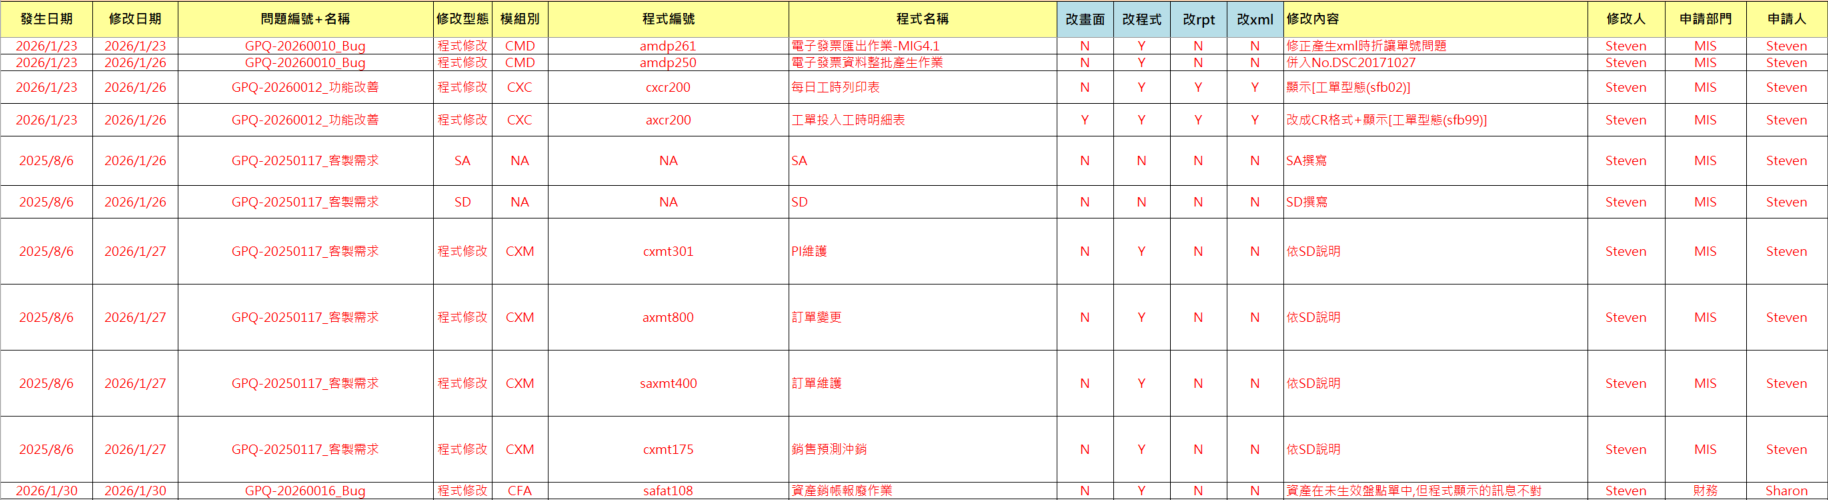 發生日期 修改日期 問題編號+名稱 修改型態 模組別 程式編號 程式名稱 改畫面 改程式 改rpt 改xml 修改內容 修改人 申請部門 申請人
2026/1/23 2026/1/23 GPQ-20260010_Bug 程式修改 CMD amdp261 電子發票匯出作業-MIG4.1 N Y N N 修正產生xml時折讓單號問題 Steven MIS Steven
2026/1/23 2026/1/26 GPQ-20260010_Bug 程式修改 CMD amdp250 電子發票資料整批產生作業 N Y N N 併入No.DSC20171027 Steven MIS Steven
2026/1/23 2026/1/26 GPQ-20260012_功能改善 程式修改 CXC cxcr200 每日工時列印表 N Y Y Y 顯示[工單型態(sfb02)] Steven MIS Steven
2026/1/23 2026/1/26 GPQ-20260012_功能改善 程式修改 CXC axcr200 工單投入工時明細表 Y Y Y Y 改成CR格式+顯示[工單型態(sfb99)] Steven MIS Steven
2025/8/6 2026/1/26 GPQ-20250117_客製需求 SA NA NA SA N N N N SA撰寫 Steven MIS Steven
2025/8/6 2026/1/26 GPQ-20250117_客製需求 SD NA NA SD N N N N SD撰寫 Steven MIS Steven
2025/8/6 2026/1/27 GPQ-20250117_客製需求 程式修改 CXM cxmt301 PI維護 N Y N N 依SD說明 Steven MIS Steven
2025/8/6 2026/1/27 GPQ-20250117_客製需求 程式修改 CXM axmt800 訂單變更 N Y N N 依SD說明 Steven MIS Steven
2025/8/6 2026/1/27 GPQ-20250117_客製需求 程式修改 CXM saxmt400 訂單維護 N Y N N 依SD說明 Steven MIS Steven
2025/8/6 2026/1/27 GPQ-20250117_客製需求 程式修改 CXM cxmt175 銷售預測沖銷 N Y N N 依SD說明 Steven MIS Steven
2026/1/30 2026/1/30 GPQ-20260016_Bug 程式修改 CFA safat108 資產銷帳報廢作業 N Y N N 資產在未生效盤點單中,但程式顯示的訊息不對 Steven 財務 Sharon